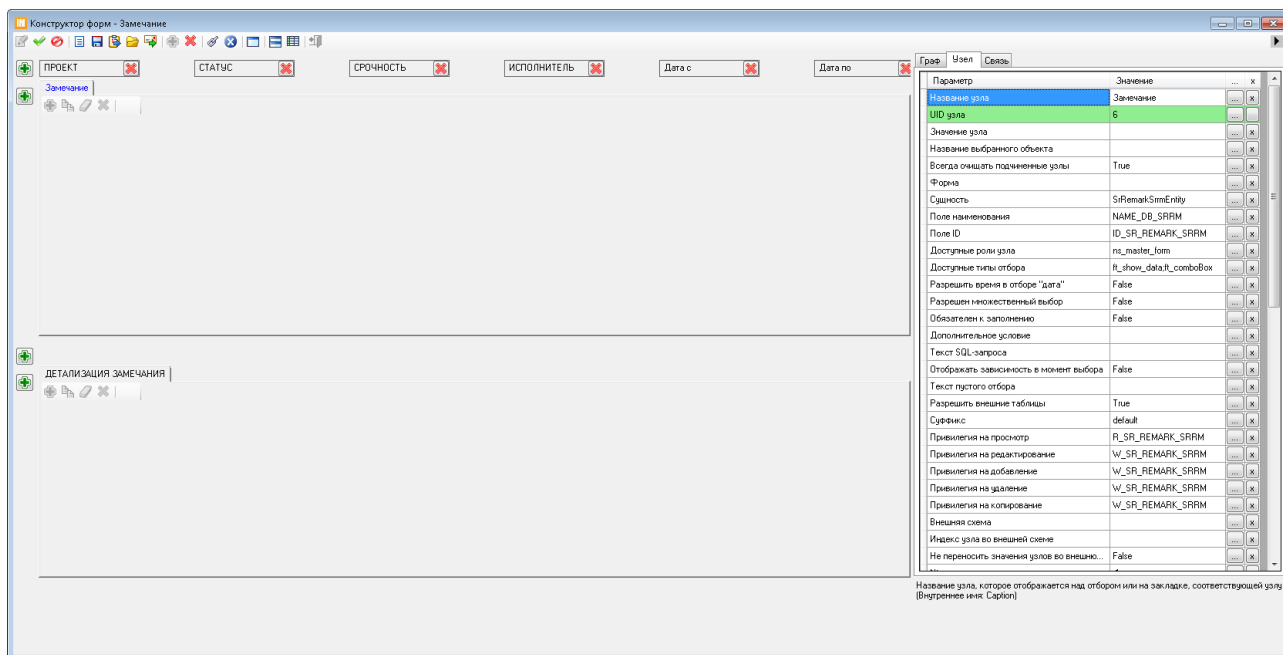 Конструктор форм - Замечание
ПРОЕКТ
СТАТУС
СРОЧНОСТЬ
ИСПОЛНИТЕЛЬ
Дата с
Дата по
Замечание
ДЕТАЛИЗАЦИЯ ЗАМЕЧАНИЯ
Граф Узел Связь
Параметр Значение ... x
Название узла Замечание ... x
UID узла 6 ...
Значение узла ... x
Название выбранного объекта ... x
Всегда очищать подчиненные узлы True ... x
Форма ... x
Сущность SrRemarkSrrmEntity ... x
Поле наименования NAME_DB_SRRM ... x
Поле ID ID_SR_REMARK_SRRM ... x
Доступные роли узла ns_master_form ... x
Доступные типы отбора ft_show_data;ft_comboBox ... x
Разрешить время в отборе "дата" False ... x
Разрешен множественный выбор False ... x
Обязателен к заполнению False ... x
Дополнительное условие ... x
Текст SQL-запроса ... x
Отображать зависимость в момент выбора False ... x
Текст пустого отбора ... x
Разрешить внешние таблицы True ... x
Суффикс default ... x
Привилегия на просмотр R_SR_REMARK_SRRM ... x
Привилегия на редактирование W_SR_REMARK_SRRM ... x
Привилегия на добавление W_SR_REMARK_SRRM ... x
Привилегия на удаление W_SR_REMARK_SRRM ... x
Привилегия на копирование W_SR_REMARK_SRRM ... x
Внешняя схема ... x
Индекс узла во внешней схеме ... x
Не переносить значения узлов во внешню... False ... x
Название узла, которое отображается над отбором или на закладке, соответствующей узлу
(Внутреннее имя: Caption)